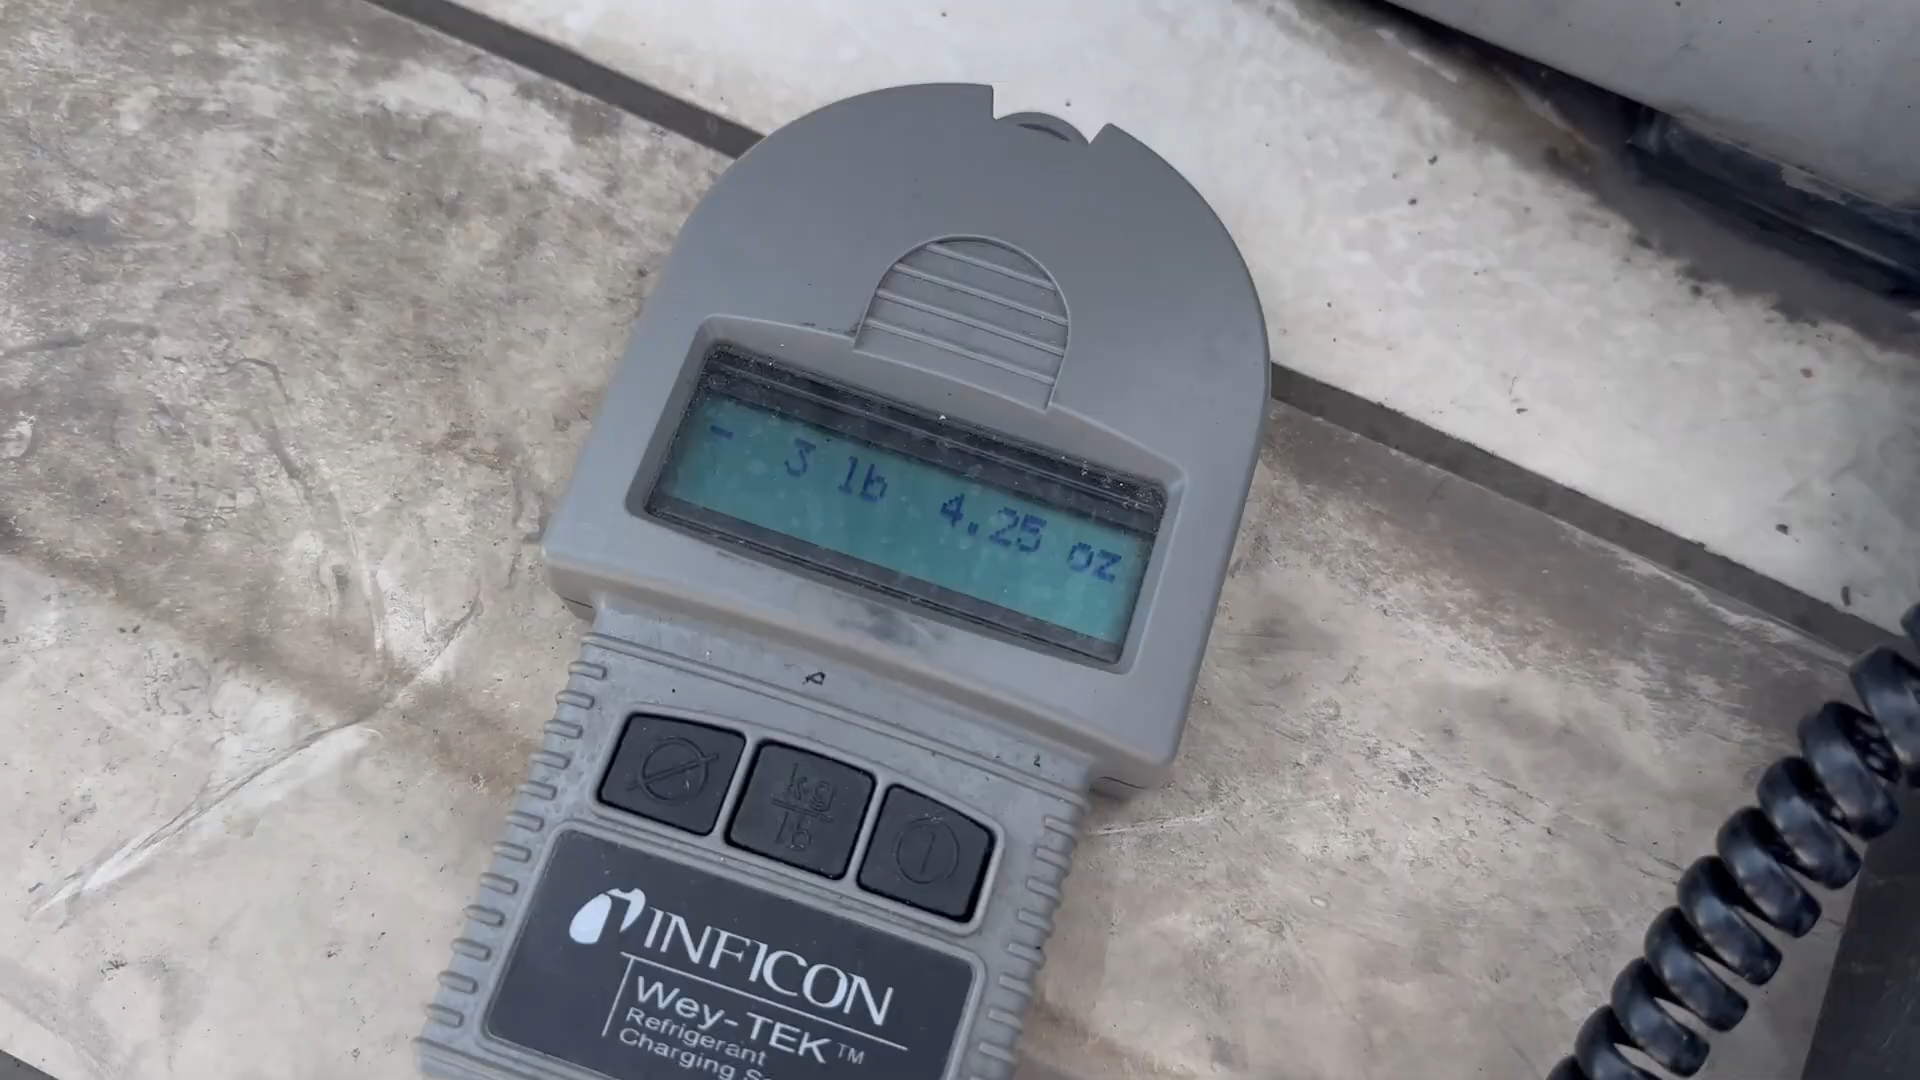 - 3 lb 4.25 oz
kg
lb
INFICON
Wey-TEK™
Refrigerant
Charging